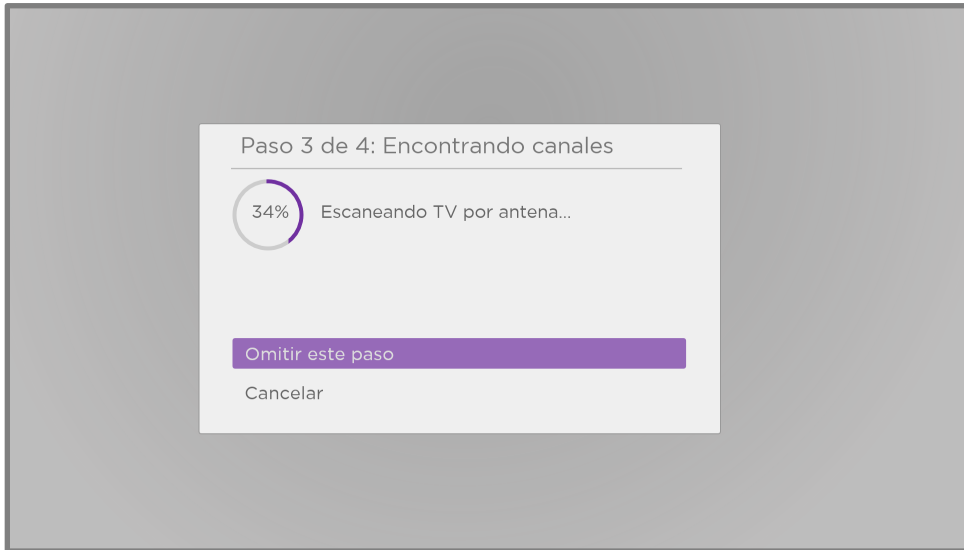 Paso 3 de 4: Encontrando canales
34%
Escaneando TV por antena...
Omitir este paso
Cancelar